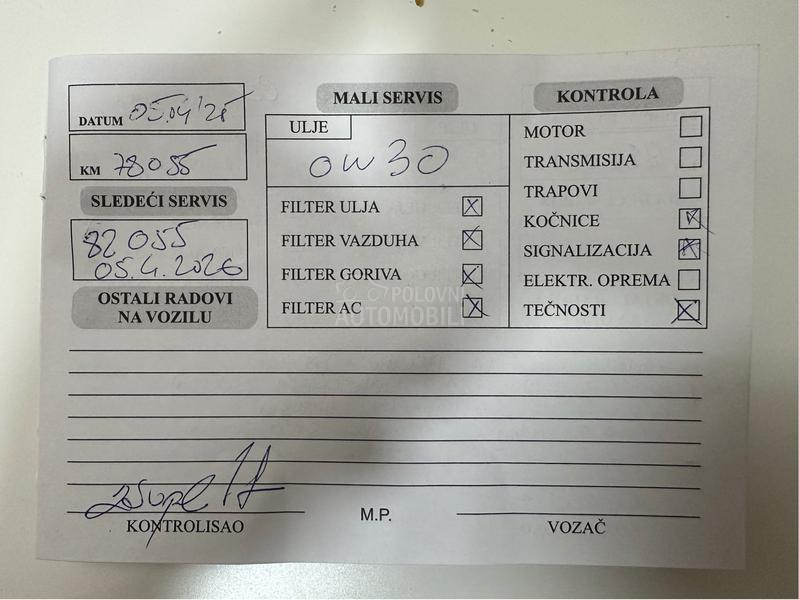 DATUM 05.04'25
KM 78055
SLEDEĆI SERVIS
82055
05.4.2026
OSTALI RADOVI
NA VOZILU
MALI SERVIS
ULJE
0W30
FILTER ULJA
FILTER VAZDUHA
FILTER GORIVA
FILTER AC
KONTROLA
MOTOR
TRANSMISIJA
TRAPOVI
KOČNICE
SIGNALIZACIJA
ELEKTR. OPREMA
TEČNOSTI
POLOVNI
AUTOMOBILI
KONTROLISAO
M.P.
VOZAČ